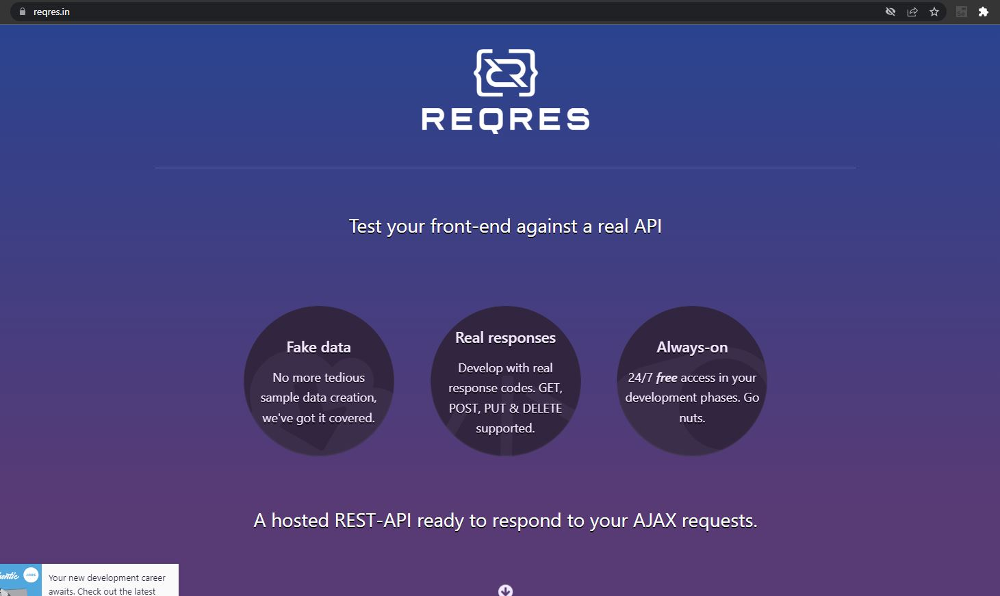 reqres.in
REQRES
Test your front-end against a real API
Fake data
No more tedious
sample data creation,
we've got it covered.
Real responses
Develop with real
response codes. GET,
POST, PUT & DELETE
supported.
Always-on
24/7 free access in your
development phases. Go
nuts.
A hosted REST-API ready to respond to your AJAX requests.
JOBS
Your new development career
awaits. Check out the latest